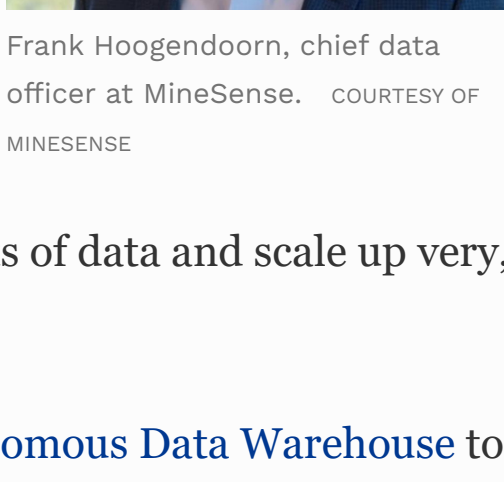 Frank Hoogendoorn, chief data
officer at MineSense. COURTESY OF
MINESENSE
s of data and scale up very,
omous Data Warehouse to